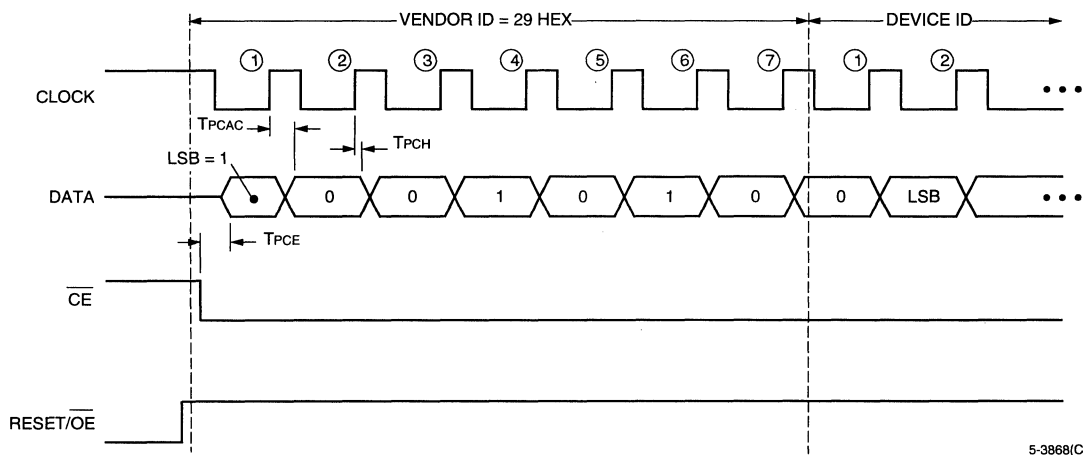 VENDOR ID = 29 HEX
DEVICE ID
1 2 3 4 5 6 7 1 2
CLOCK
TPCAC
TPCH
LSB = 1
DATA
0 0 1 0 1 0 0 LSB
TPCE
CE
RESET/OE
5-3868(C